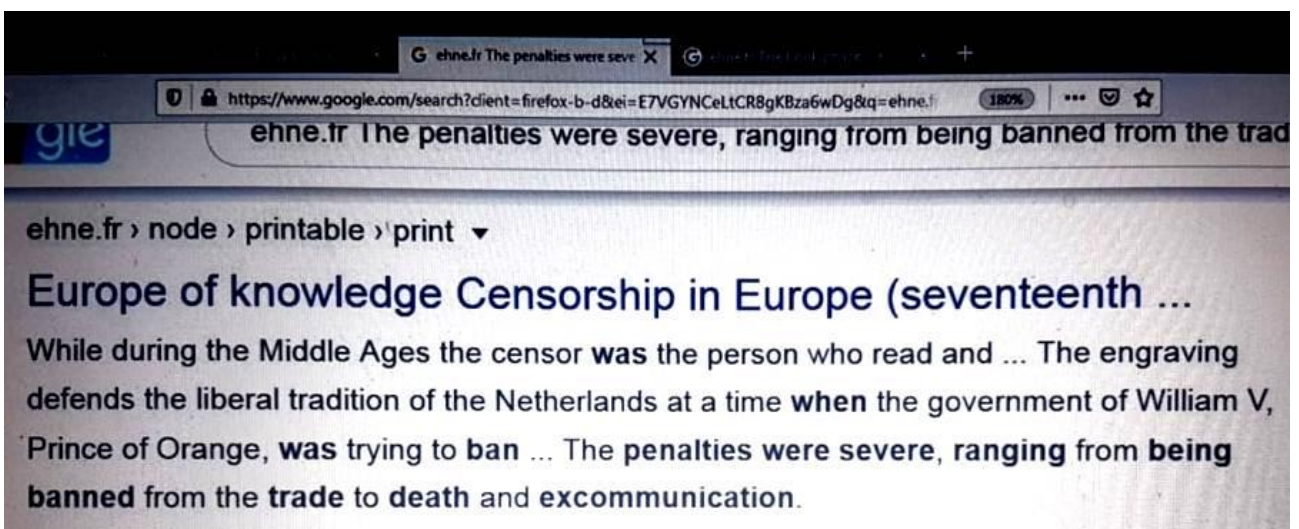 G ehne.fr The penalties were seve X
https://www.google.com/search?client=firefox-b-d&ei=E7VGYNCeLtCR8gKBza6wDg&q=ehne.f 180%
gle ehne.fr The penalties were severe, ranging from being banned from the trad
ehne.fr › node › printable › print
Europe of knowledge Censorship in Europe (seventeenth ...
While during the Middle Ages the censor was the person who read and ... The engraving
defends the liberal tradition of the Netherlands at a time when the government of William V,
Prince of Orange, was trying to ban ... The penalties were severe, ranging from being
banned from the trade to death and excommunication.